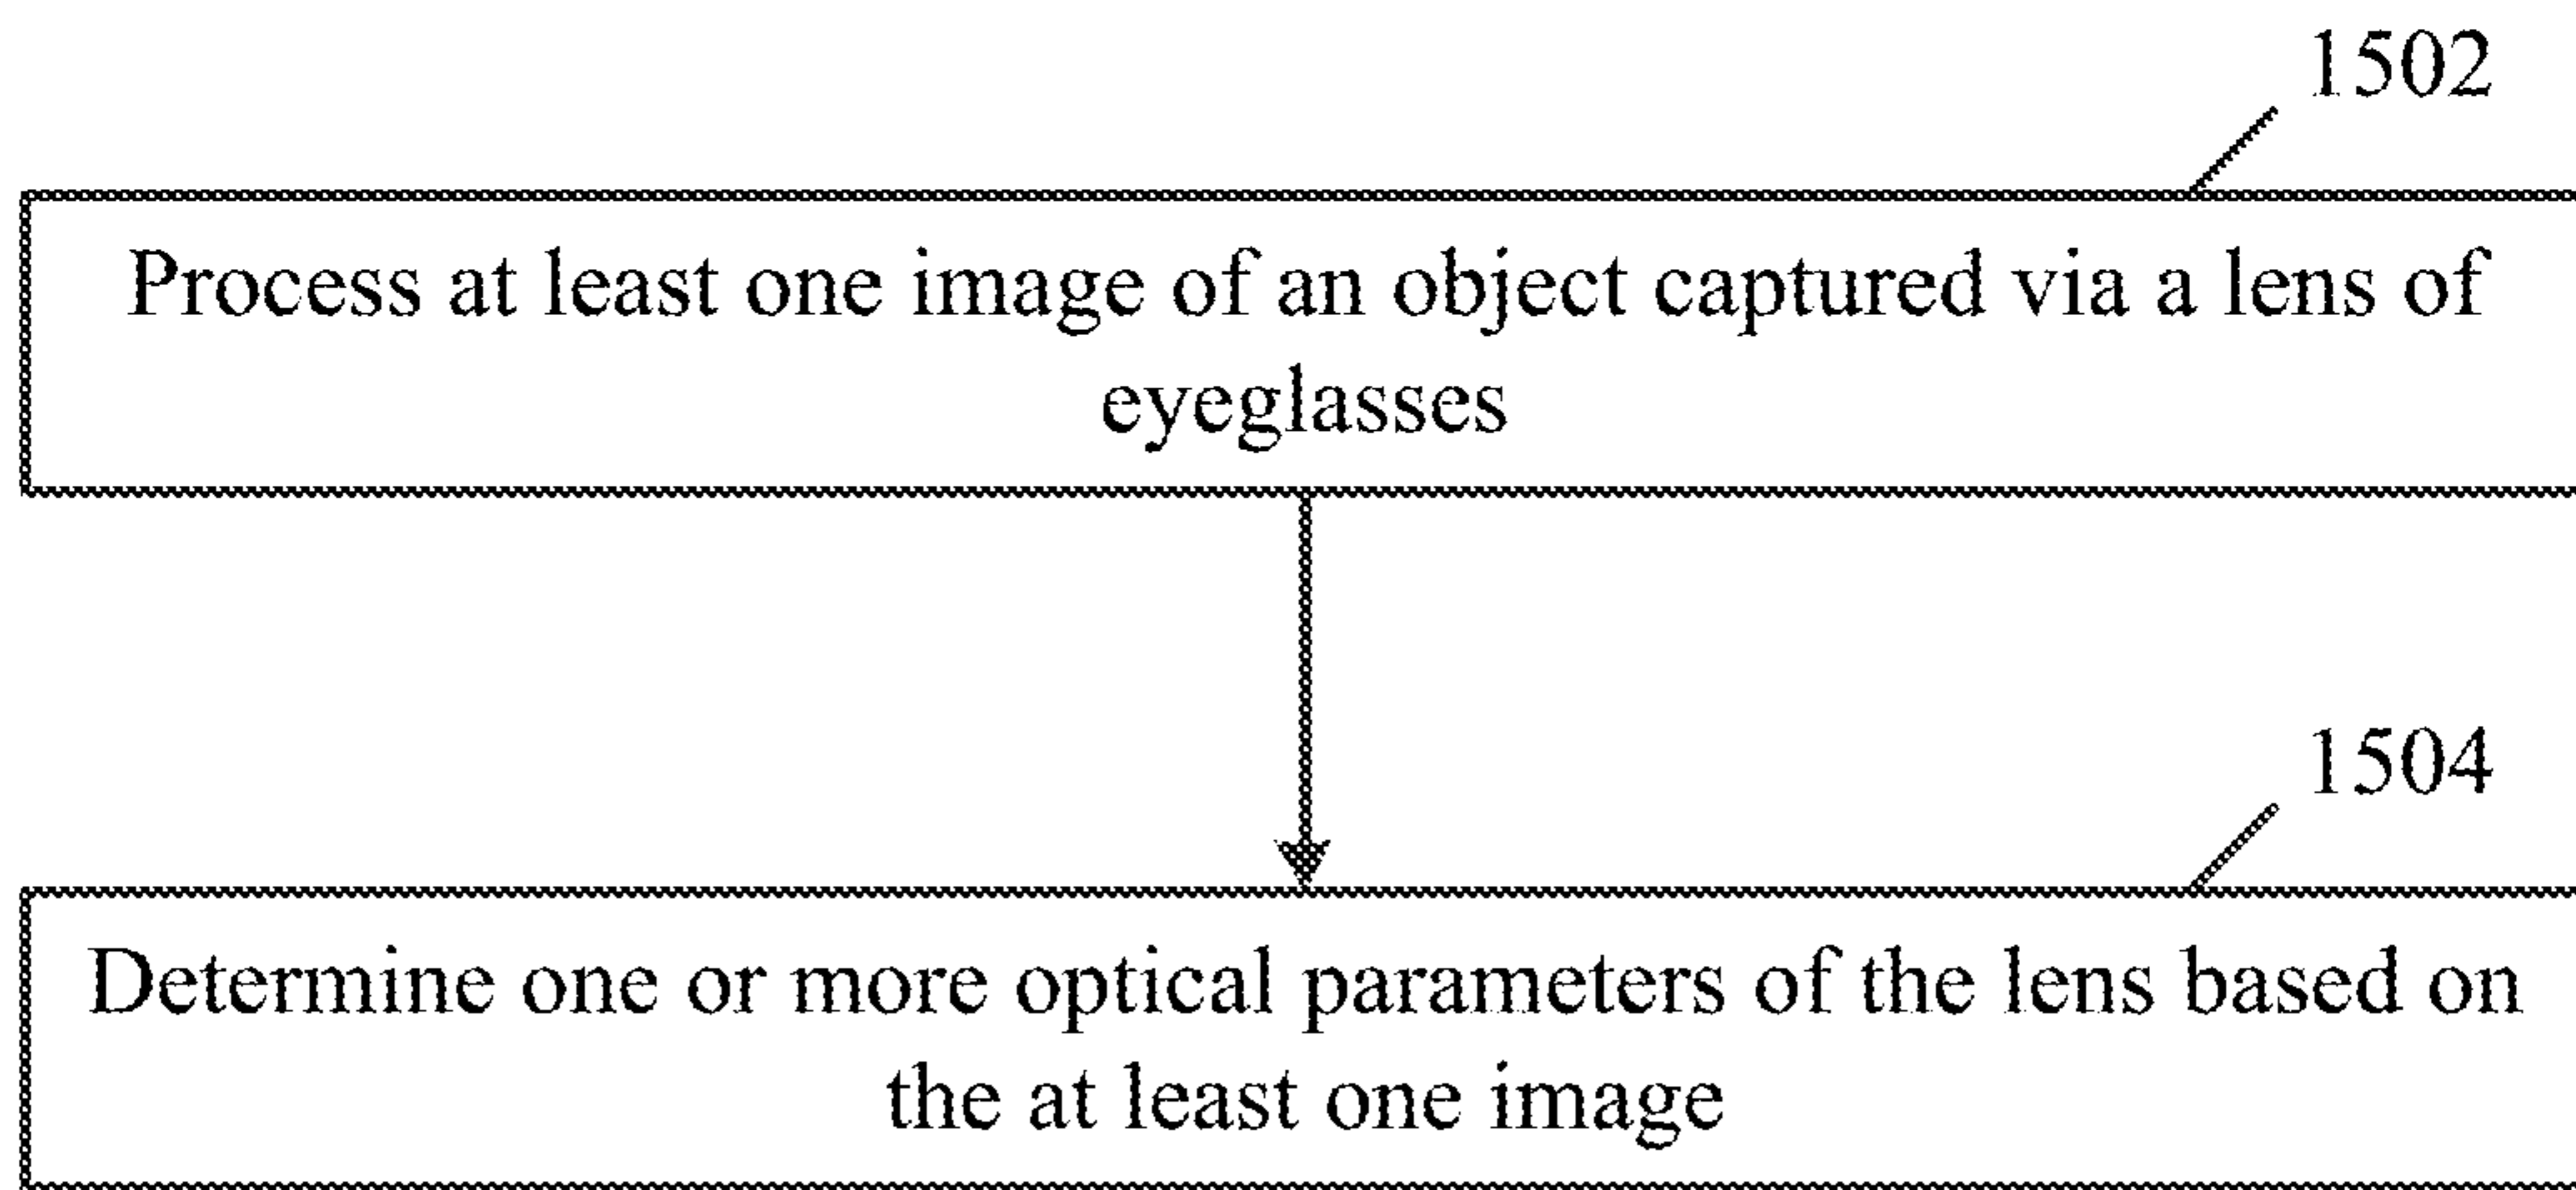 1502
Process at least one image of an object captured via a lens of
eyeglasses
1504
Determine one or more optical parameters of the lens based on
the at least one image